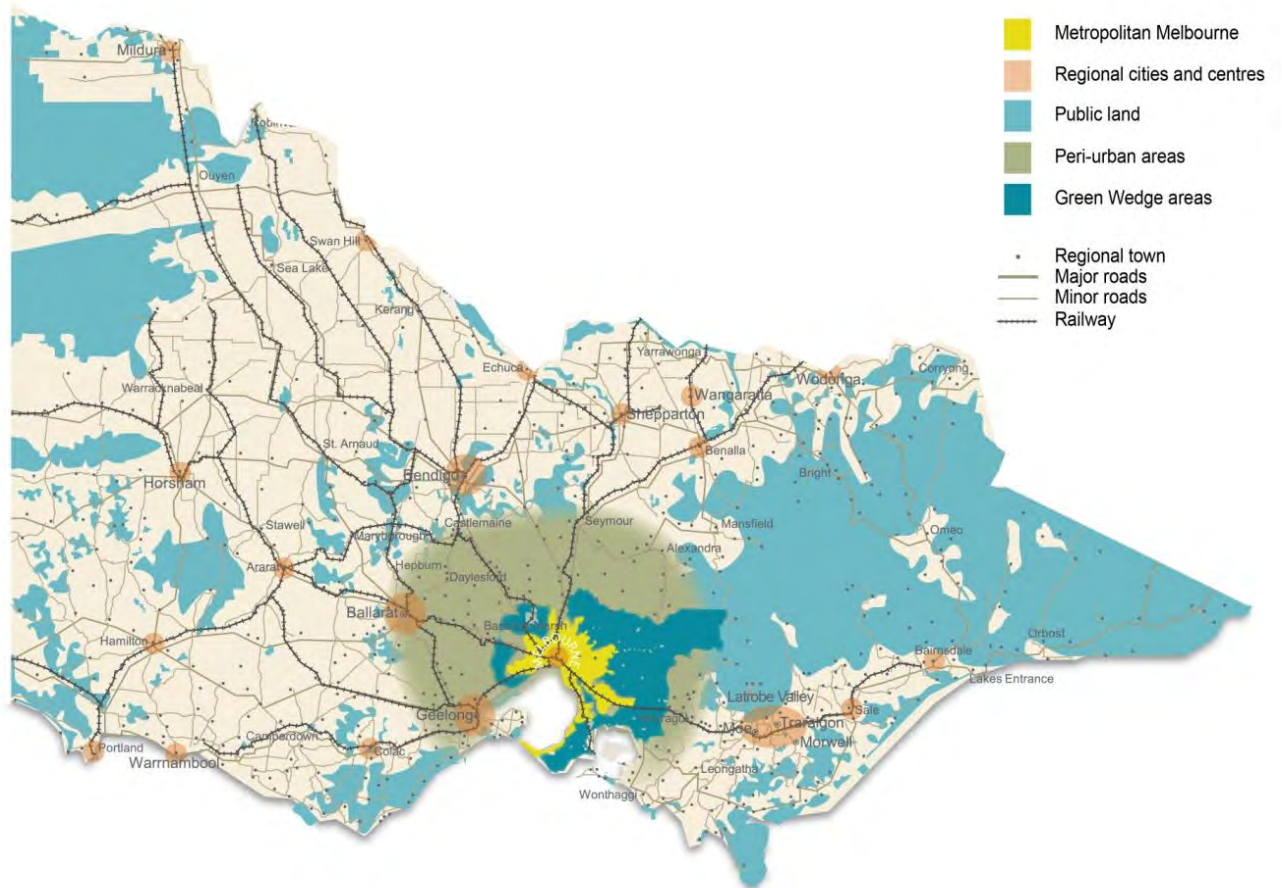 Metropolitan Melbourne
Regional cities and centres
Public land
Peri-urban areas
Green Wedge areas
Regional town
Major roads
Minor roads
Railway
Mildura
Ouyen
Swan Hill
Sea Lake
Kerang
Echuca
Yarrawonga
Wodonga
Corryong
Warracknabeal
Wangaratta
Shepparton
St. Arnaud
Bendigo
Benalla
Horsham
Bright
Stawell
Castlemaine
Seymour
Mansfield
Omeo
Maryborough
Alexandra
Ararat
Hepburn
Daylesford
Ballarat
Hamilton
MELBOURNE
Orbost
Bairnsdale
Lakes Entrance
Latrobe Valley
Geelong
Sale
Moe
Traralgon
Camperdown
Morwell
Portland
Colac
Warrnambool
Leongatha
Wonthaggi